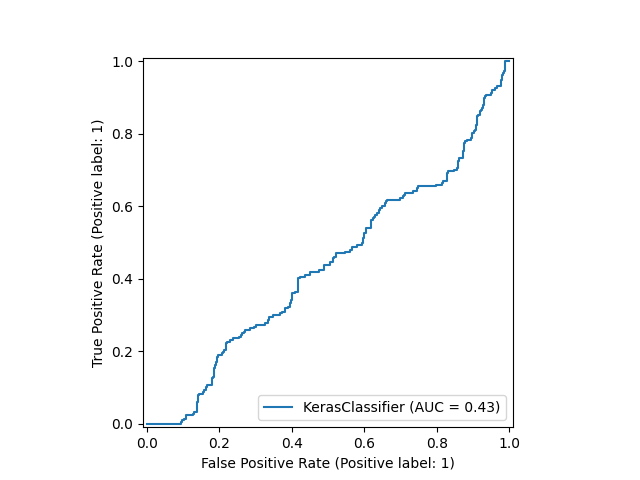 1.0
0.8
0.6
0.4
0.2
0.0
True Positive Rate (Positive label: 1)
KerasClassifier (AUC = 0.43)
0.0 0.2 0.4 0.6 0.8 1.0
False Positive Rate (Positive label: 1)